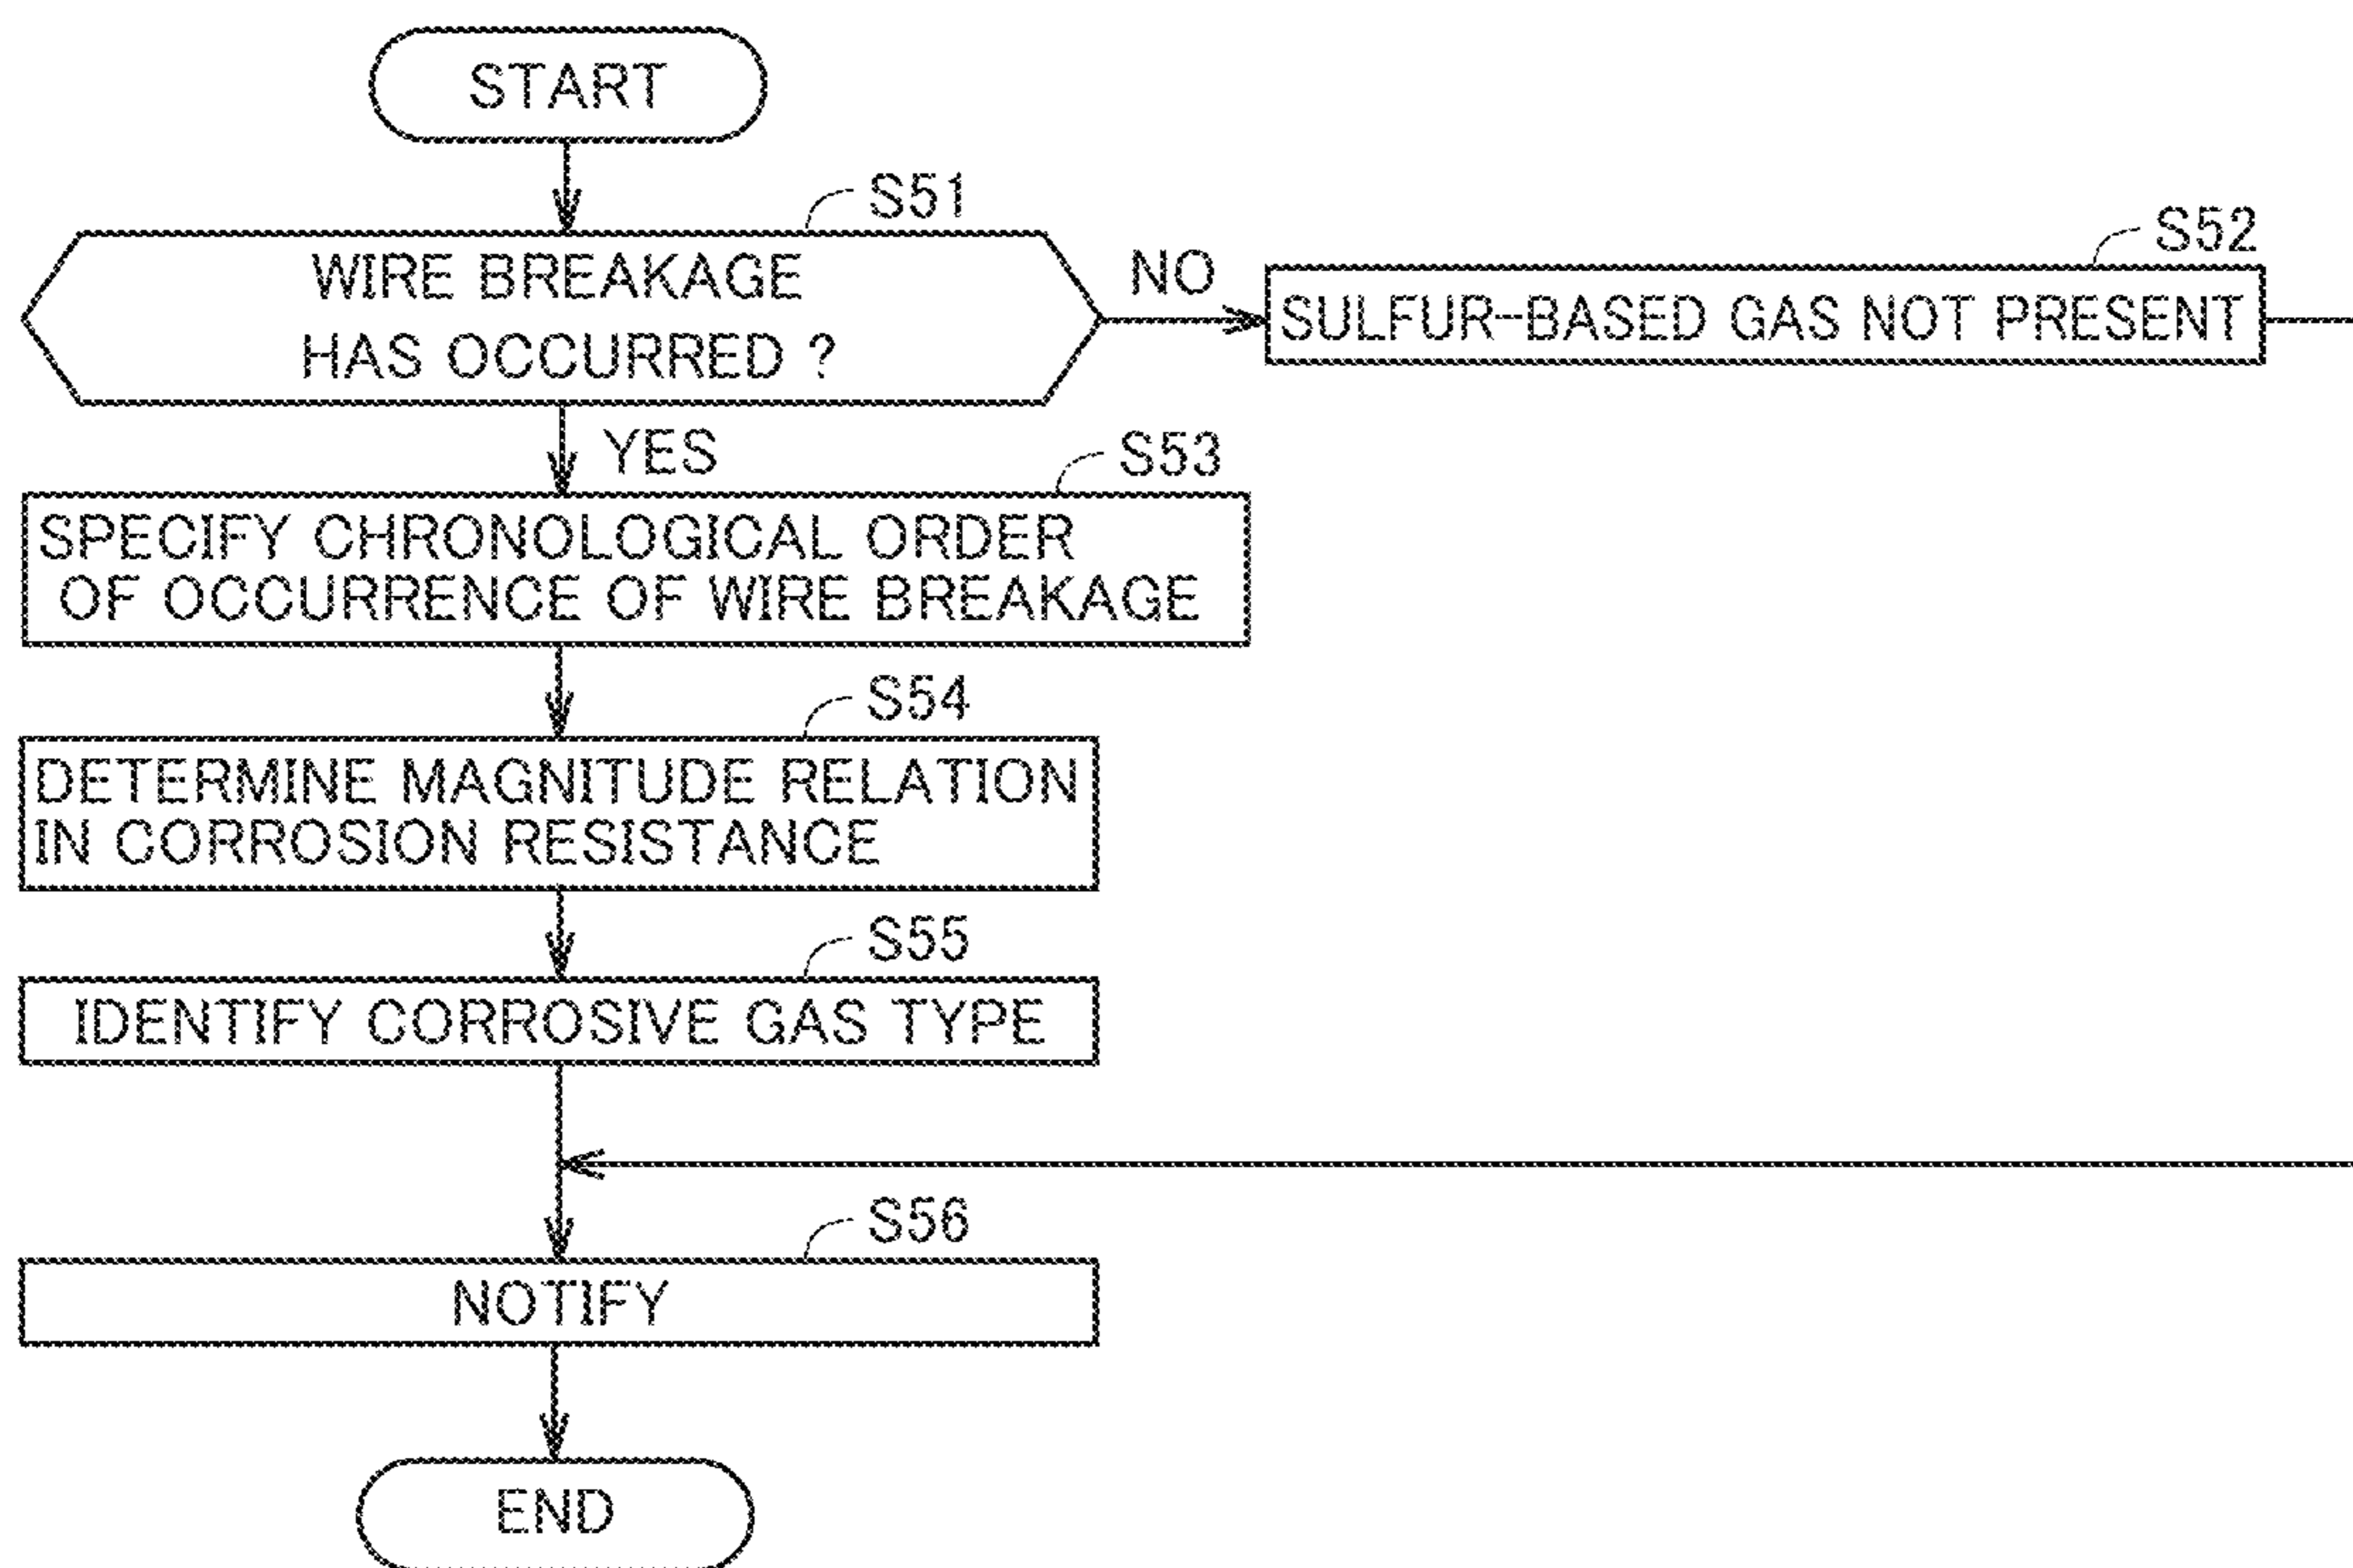 START
S51
WIRE BREAKAGE
HAS OCCURRED ?
NO
S52
SULFUR-BASED GAS NOT PRESENT
YES
S53
SPECIFY CHRONOLOGICAL ORDER
OF OCCURRENCE OF WIRE BREAKAGE
S54
DETERMINE MAGNITUDE RELATION
IN CORROSION RESISTANCE
S55
IDENTIFY CORROSIVE GAS TYPE
S56
NOTIFY
END